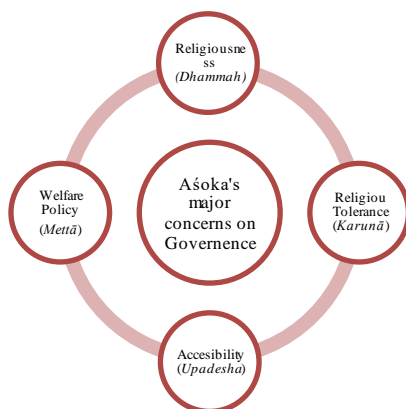 Religiousne
ss
(Dhammah)
Welfare
Policy
(Mettā)
Aśoka's
major
concerns on
Governence
Religiou
Tolerance
(Karunā)
Accesibility
(Upadesha)